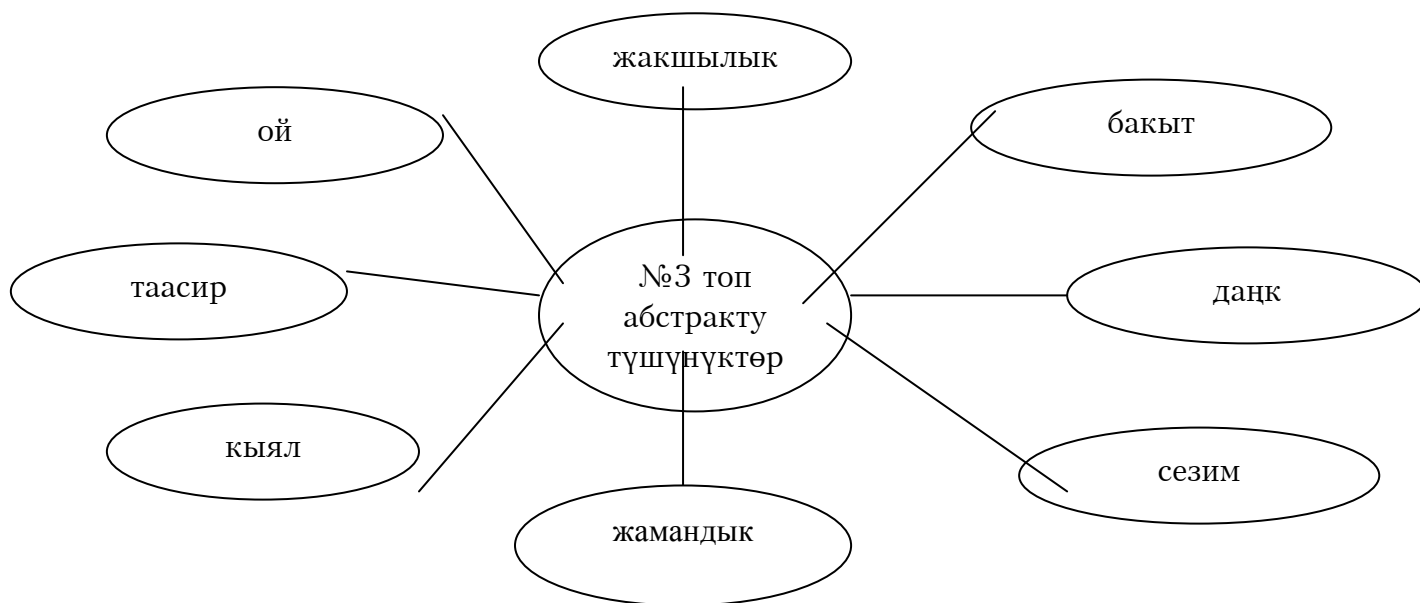 жакшылык
ой
бакыт
таасир
№3 топ
абстракту
түшүнүктөр
даңк
кыял
сезим
жамандык